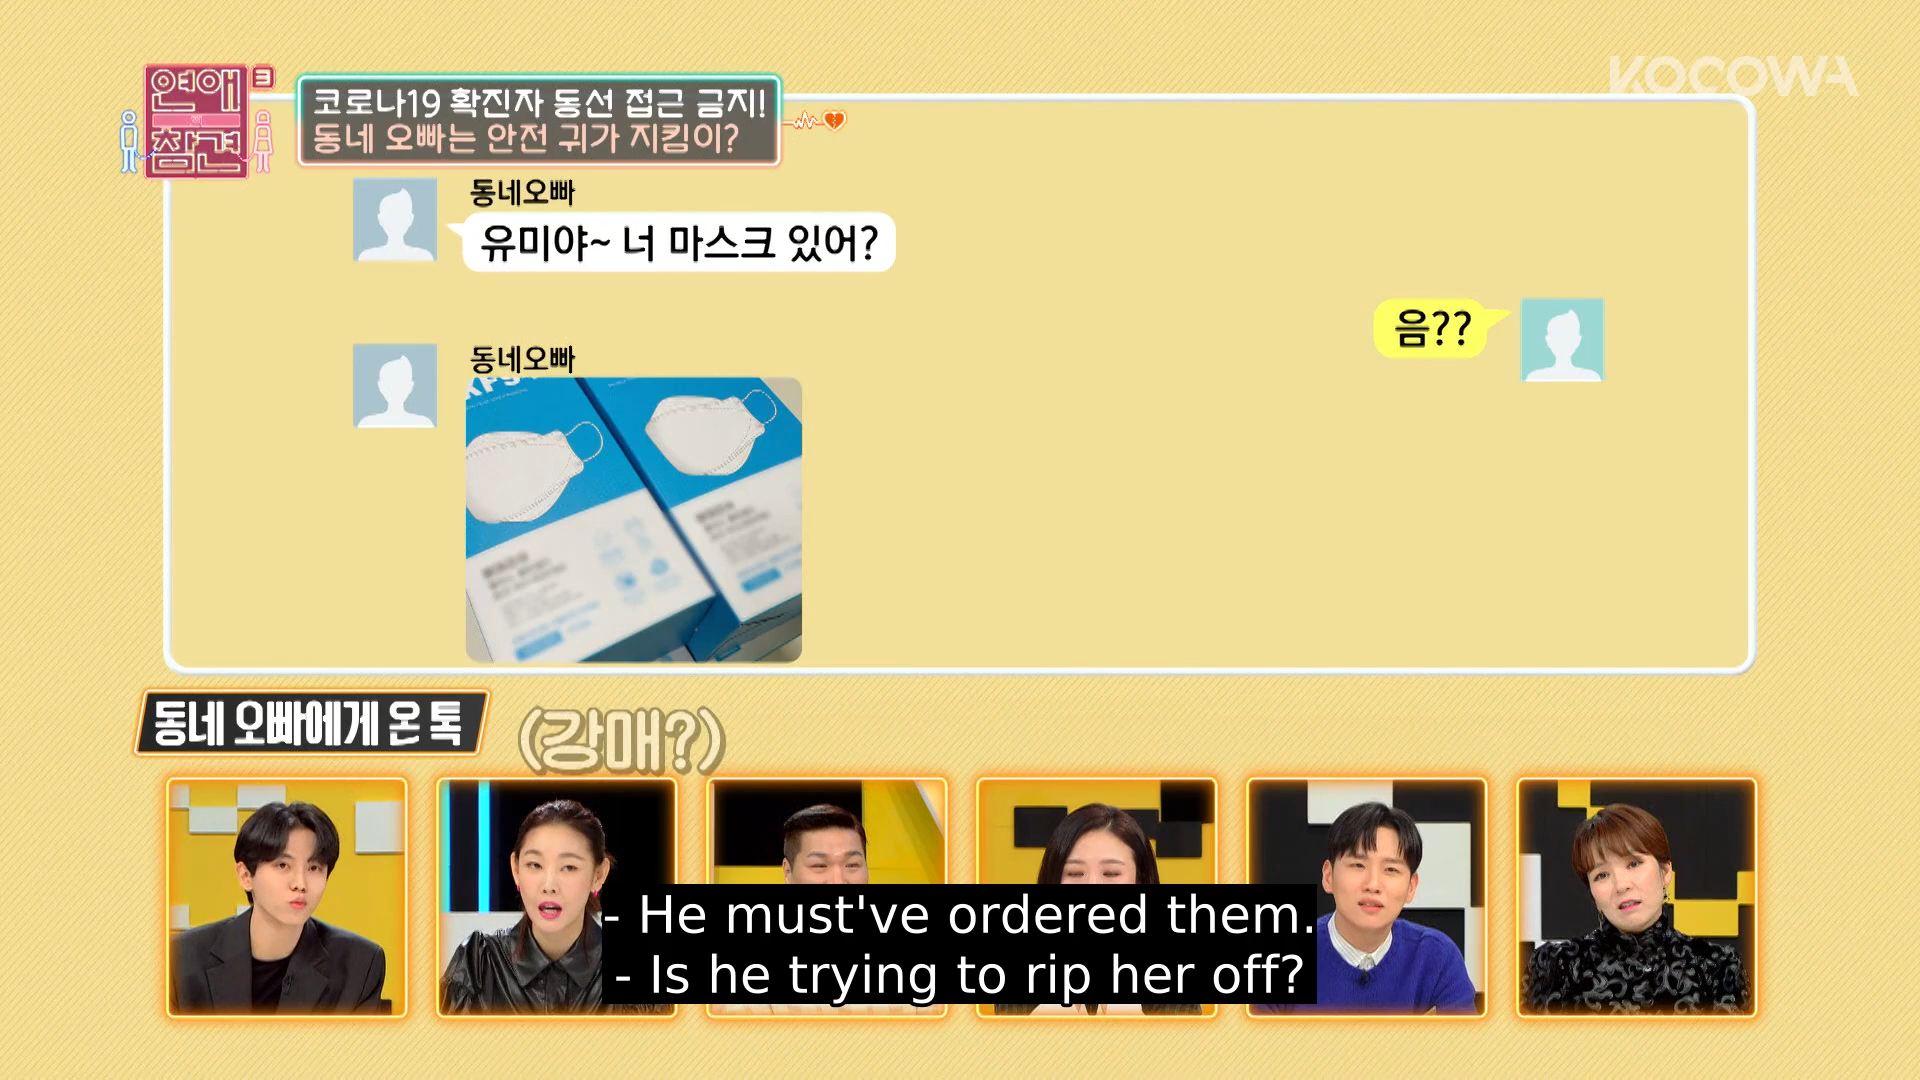 연애의
참견
3
코로나19 확진자 동선 접근 금지!
동네 오빠는 안전 귀가 지킴이?
KOCOWA
동네오빠
유미야~ 너 마스크 있어?
음??
동네오빠
동네 오빠에게 온 톡
(강매?)
- He must've ordered them.
- Is he trying to rip her off?